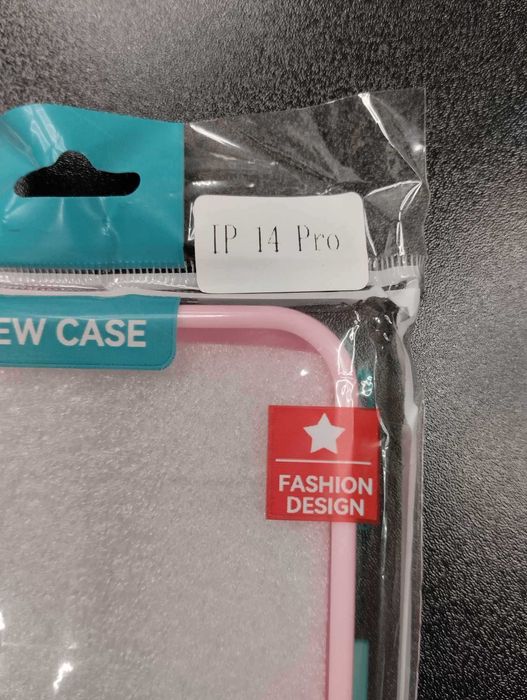 IP 14 Pro
EW CASE
FASHION
DESIGN